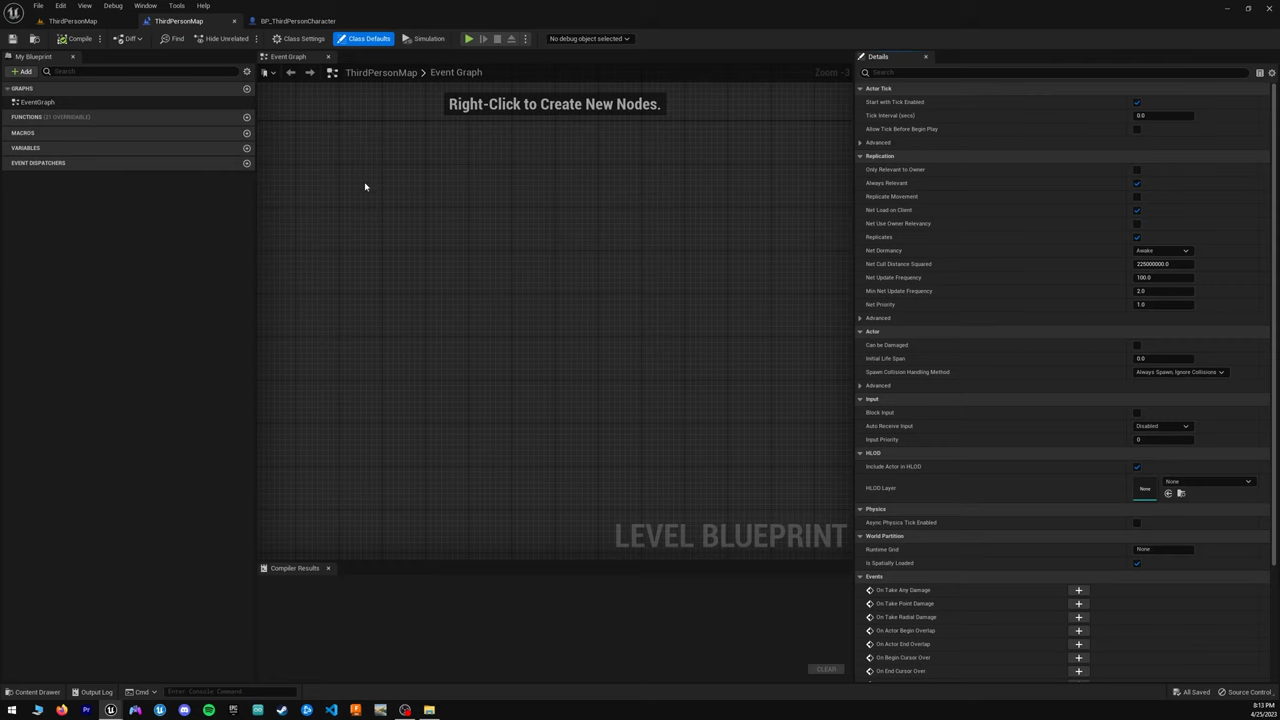 File Edit View Debug Window Tools Help
ThirdPersonMap ThirdPersonMap BP_ThirdPersonCharacter
Compile Diff Find Hide Unrelated Class Settings Class Defaults Simulation No debug object selected
My Blueprint Event Graph Details
Add Search ThirdPersonMap Event Graph Zoom -3 Search
GRAPHS
EventGraph
FUNCTIONS (21 OVERRIDABLE)
MACROS
VARIABLES
EVENT DISPATCHERS
Right-Click to Create New Nodes.
LEVEL BLUEPRINT
Compiler Results
CLEAR
Actor Tick
Start with Tick Enabled
Tick Interval (secs) 0.0
Allow Tick Before Begin Play
Advanced
Replication
Only Relevant to Owner
Always Relevant
Replicate Movement
Net Load on Client
Net Use Owner Relevancy
Replicates
Net Dormancy Awake
Net Cull Distance Squared 225000000.0
Net Update Frequency 100.0
Min Net Update Frequency 2.0
Net Priority 1.0
Advanced
Actor
Can be Damaged
Initial Life Span 0.0
Spawn Collision Handling Method Always Spawn, Ignore Collisions
Advanced
Input
Block Input
Auto Receive Input Disabled
Input Priority 0
HLOD
Include Actor in HLOD
HLOD Layer None None
Physics
Async Physics Tick Enabled
World Partition
Runtime Grid None
Is Spatially Loaded
Events
On Take Any Damage
On Take Point Damage
On Take Radial Damage
On Actor Begin Overlap
On Actor End Overlap
On Begin Cursor Over
On End Cursor Over
Content Drawer Output Log Cmd Enter Console Command All Saved Source Control
8:13 PM
4/25/2023